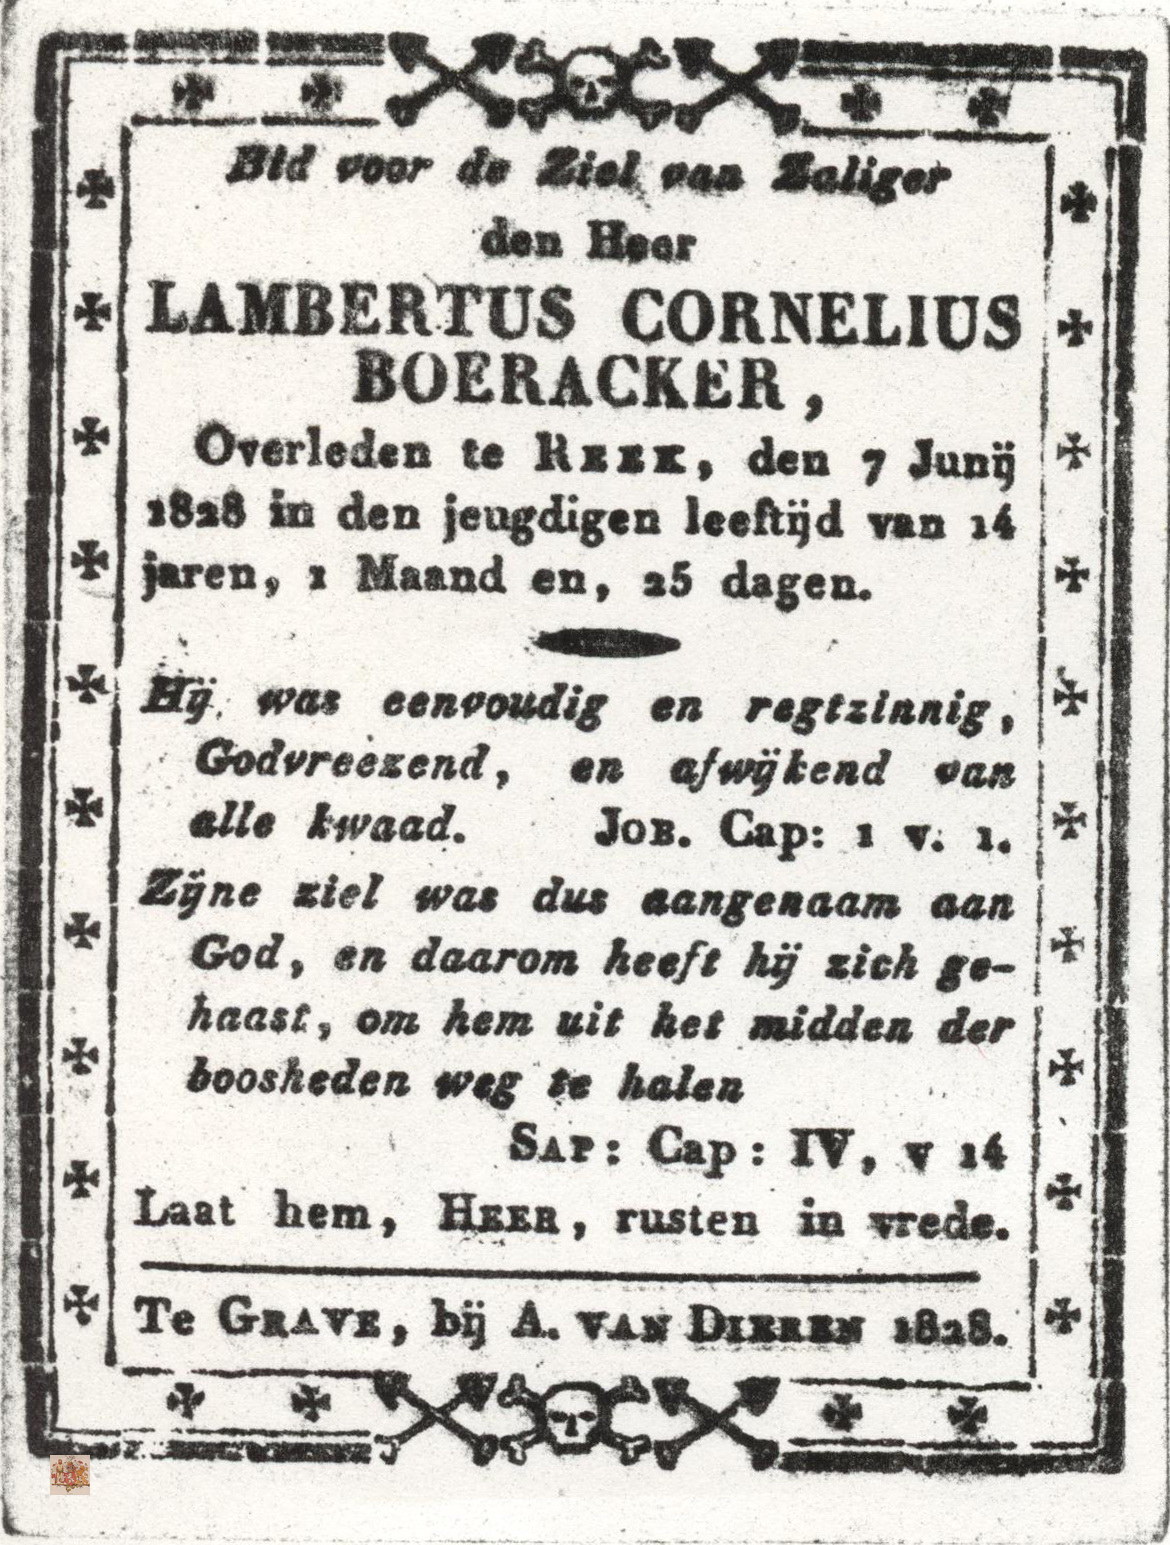 Bid voor de Ziel van Zaliger
den Heer
LAMBERTUS CORNELIUS
BOERACKER,
Overleden te REEK, den 7 Junij
1828 in den jeugdigen leeftijd van 14
jaren, 1 Maand en, 25 dagen.
Hij was eenvoudig en regtzinnig,
Godvreezend, en afwijkend van
alle kwaad. JOB. Cap: 1 v. 1.
Zijne ziel was dus aangenaam aan
God, en daarom heeft hij zich ge-
haast, om hem uit het midden der
boosheden weg te halen
SAP: Cap: IV, v 14
Laat hem, HEER, rusten in vrede.
Te GRAVE, bij A. VAN DIEREN 1828.